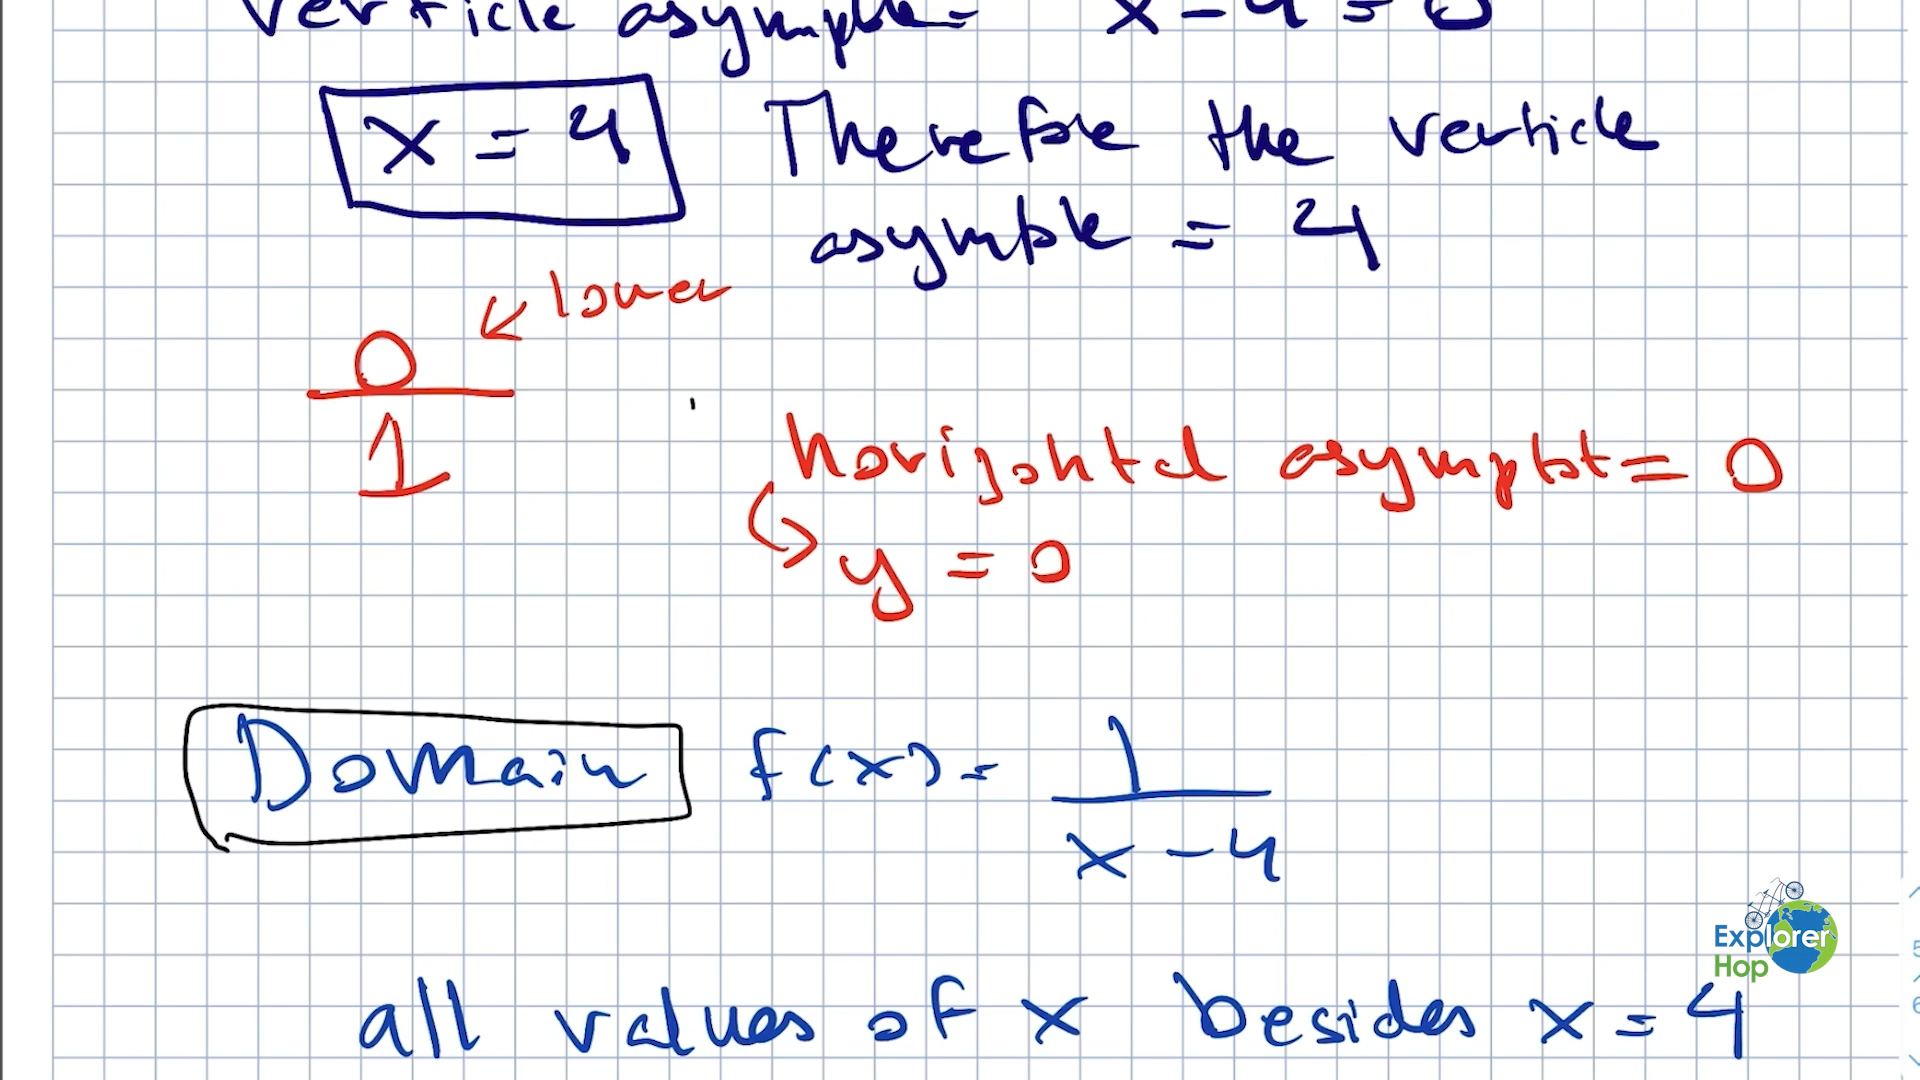 verticle asymptote= x-4=0
x = 4 Therefore the verticle
asymptote = 4
lower
0
1
horizontal asymptot= 0
y = 0
Domain f(x)= 1
x-4
Explorer
Hop
all values of x besides x=4